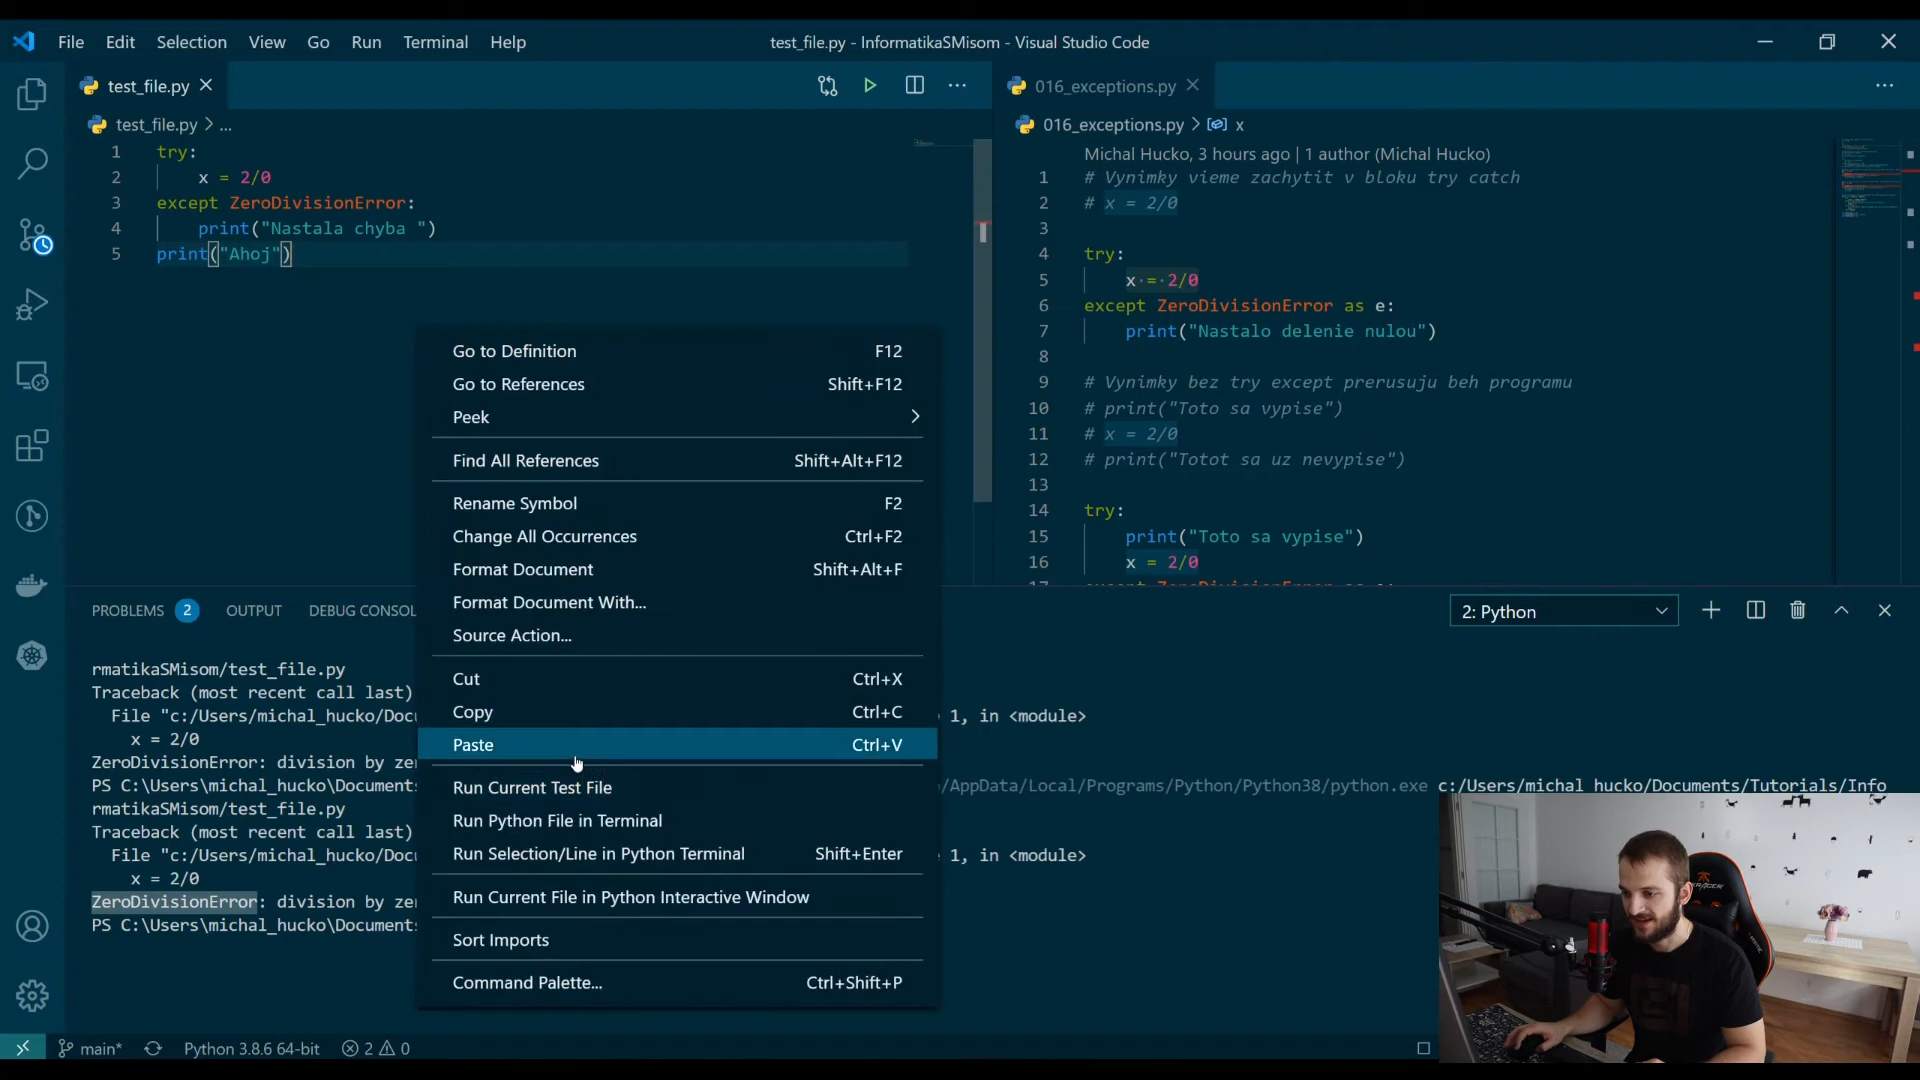 File Edit Selection View Go Run Terminal Help
test_file.py - InformatikaSMisom - Visual Studio Code
test_file.py
test_file.py > ...
1 try:
2 x = 2/0
3 except ZeroDivisionError:
4 print("Nastala chyba ")
5 print("Ahoj")
016_exceptions.py
016_exceptions.py > x
Michal Hucko, 3 hours ago | 1 author (Michal Hucko)
1 # Vynimky vieme zachytit v bloku try catch
2 # x = 2/0
3
4 try:
5 x = 2/0
6 except ZeroDivisionError as e:
7 print("Nastalo delenie nulou")
8
9 # Vynimky bez try except prerusuju beh programu
10 # print("Toto sa vypise")
11 # x = 2/0
12 # print("Totot sa uz nevypise")
13
14 try:
15 print("Toto sa vypise")
16 x = 2/0
Go to Definition F12
Go to References Shift+F12
Peek
Find All References Shift+Alt+F12
Rename Symbol F2
Change All Occurrences Ctrl+F2
Format Document Shift+Alt+F
Format Document With...
Source Action...
Cut Ctrl+X
Copy Ctrl+C
Paste Ctrl+V
Run Current Test File
Run Python File in Terminal
Run Selection/Line in Python Terminal Shift+Enter
Run Current File in Python Interactive Window
Sort Imports
Command Palette... Ctrl+Shift+P
PROBLEMS 2 OUTPUT DEBUG CONSOL
2: Python
rmatikaSMisom/test_file.py
Traceback (most recent call last)
File "c:/Users/michal_hucko/Doc 1, in <module>
x = 2/0
ZeroDivisionError: division by ze
PS C:\Users\michal_hucko\Document /AppData/Local/Programs/Python/Python38/python.exe c:/Users/michal_hucko/Documents/Tutorials/Info
rmatikaSMisom/test_file.py
Traceback (most recent call last)
File "c:/Users/michal_hucko/Doc 1, in <module>
x = 2/0
ZeroDivisionError: division by ze
PS C:\Users\michal_hucko\Document
main* Python 3.8.6 64-bit 2 0